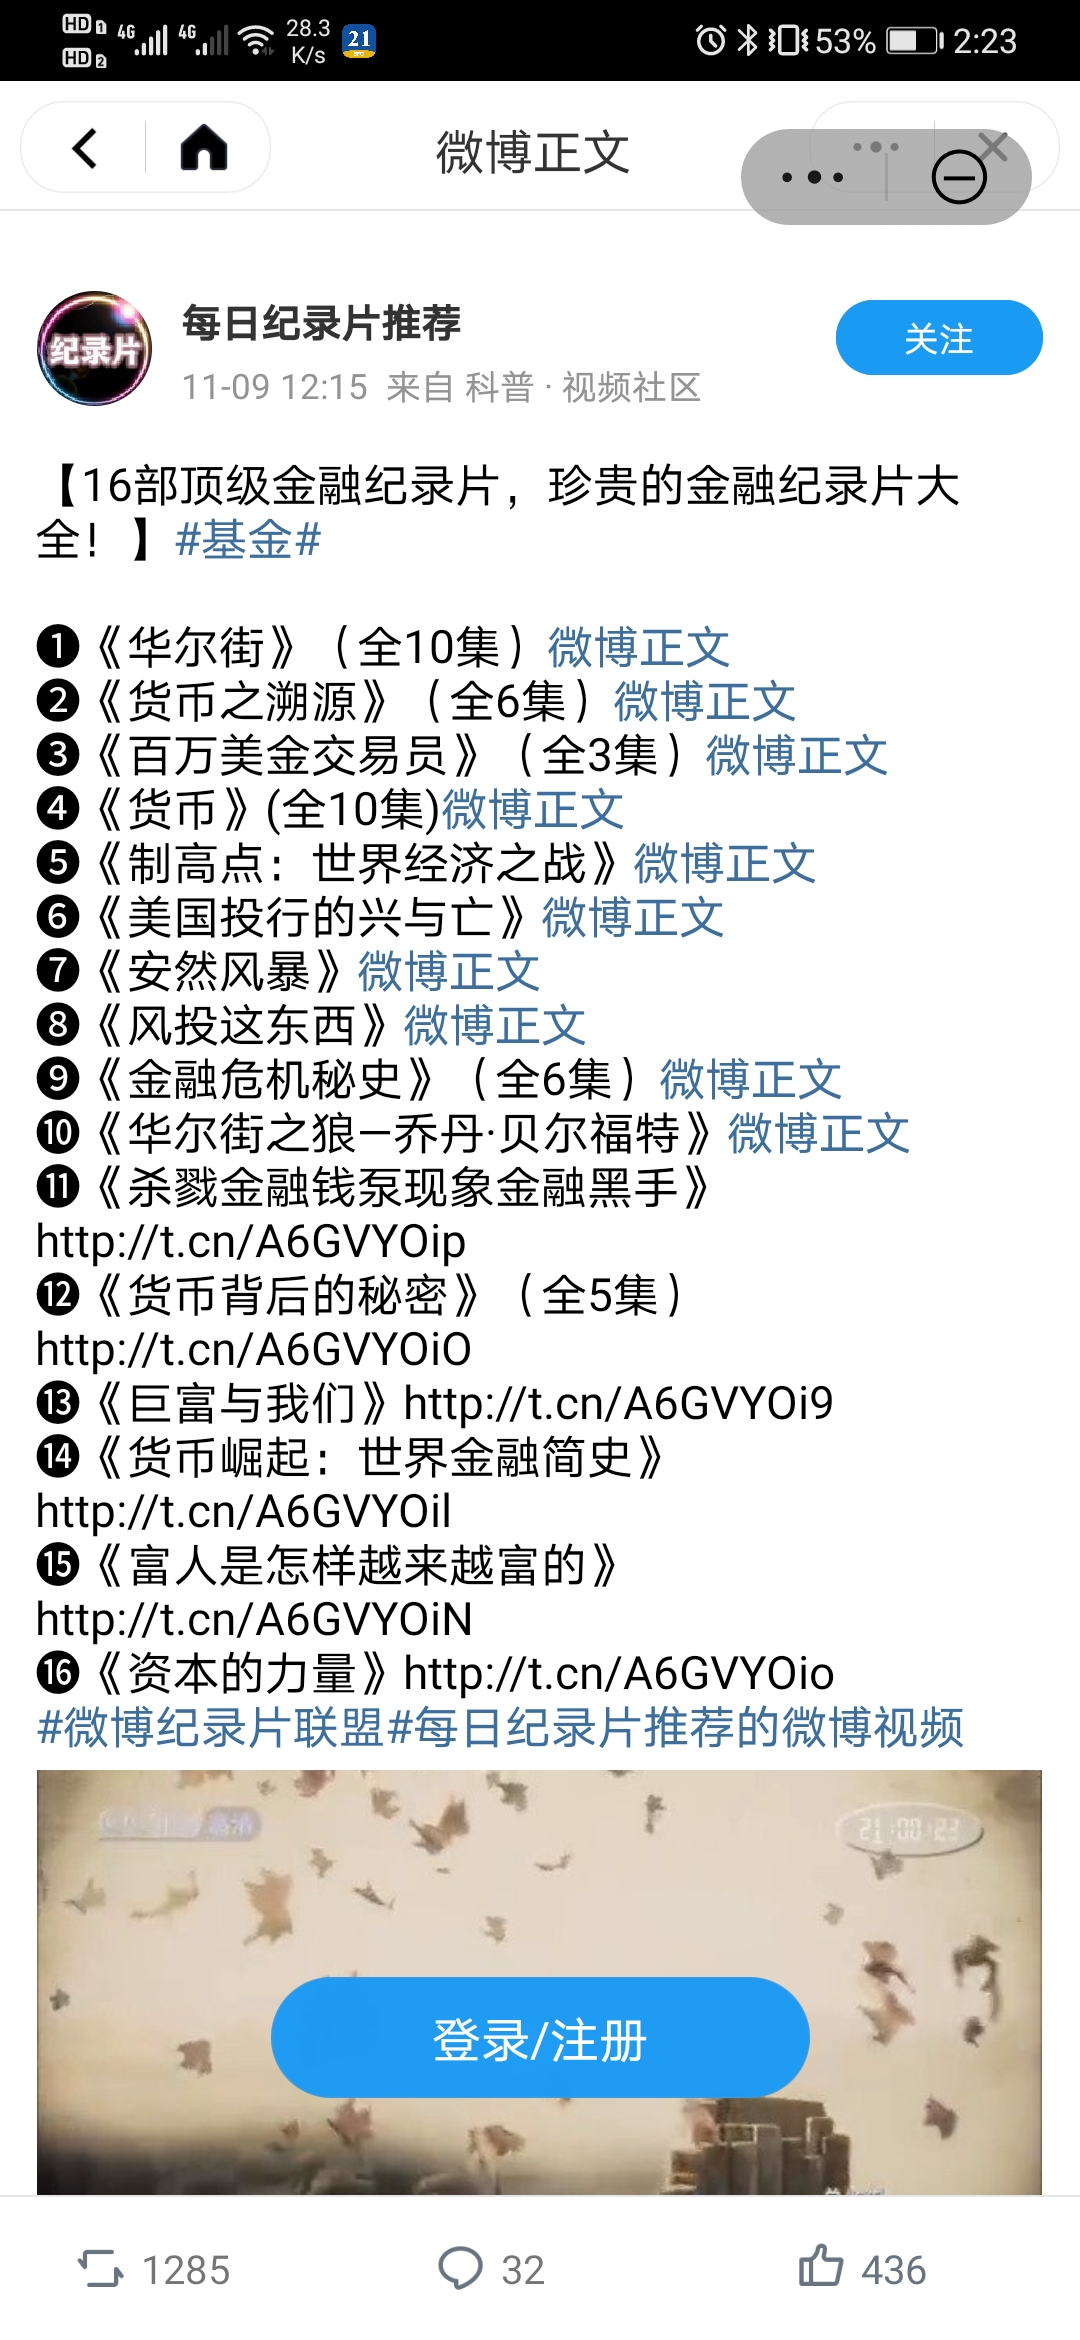 HD 1 4G 4G 28.3 21 53% 2:23
HD 2 K/s
微博正文
纪录片
每日纪录片推荐
关注
11-09 12:15 来自 科普 · 视频社区
【16部顶级金融纪录片，珍贵的金融纪录片大
全！】#基金#
❶《华尔街》（全10集）微博正文
❷《货币之溯源》（全6集）微博正文
❸《百万美金交易员》（全3集）微博正文
❹《货币》(全10集)微博正文
❺《制高点：世界经济之战》微博正文
❻《美国投行的兴与亡》微博正文
❼《安然风暴》微博正文
❽《风投这东西》微博正文
❾《金融危机秘史》（全6集）微博正文
❿《华尔街之狼—乔丹·贝尔福特》微博正文
⓫《杀戮金融钱泵现象金融黑手》
http://t.cn/A6GVYOip
⓬《货币背后的秘密》（全5集）
http://t.cn/A6GVYOiO
⓭《巨富与我们》http://t.cn/A6GVYOi9
⓮《货币崛起：世界金融简史》
http://t.cn/A6GVYOil
⓯《富人是怎样越来越富的》
http://t.cn/A6GVYOiN
⓰《资本的力量》http://t.cn/A6GVYOio
#微博纪录片联盟#每日纪录片推荐的微博视频
21:00:23
登录/注册
1285
32
436